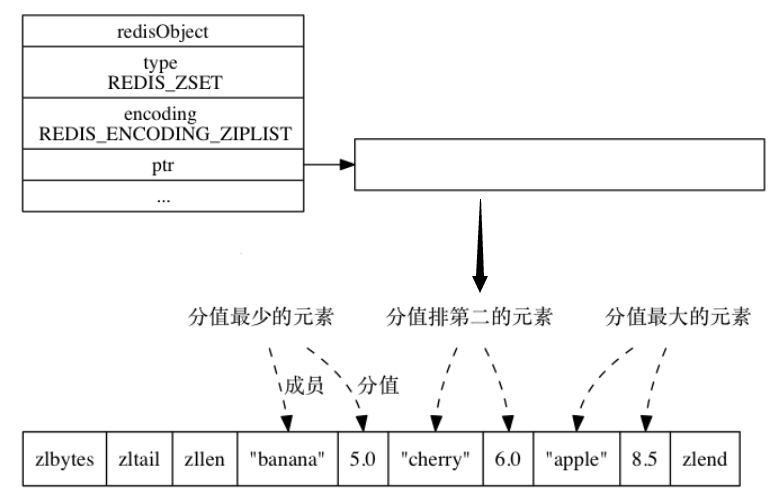 redisObject
type
REDIS_ZSET
encoding
REDIS_ENCODING_ZIPLIST
ptr
...
分值最少的元素
分值排第二的元素
分值最大的元素
成员
分值
zlbytes
zltail
zllen
"banana"
5.0
"cherry"
6.0
"apple"
8.5
zlend